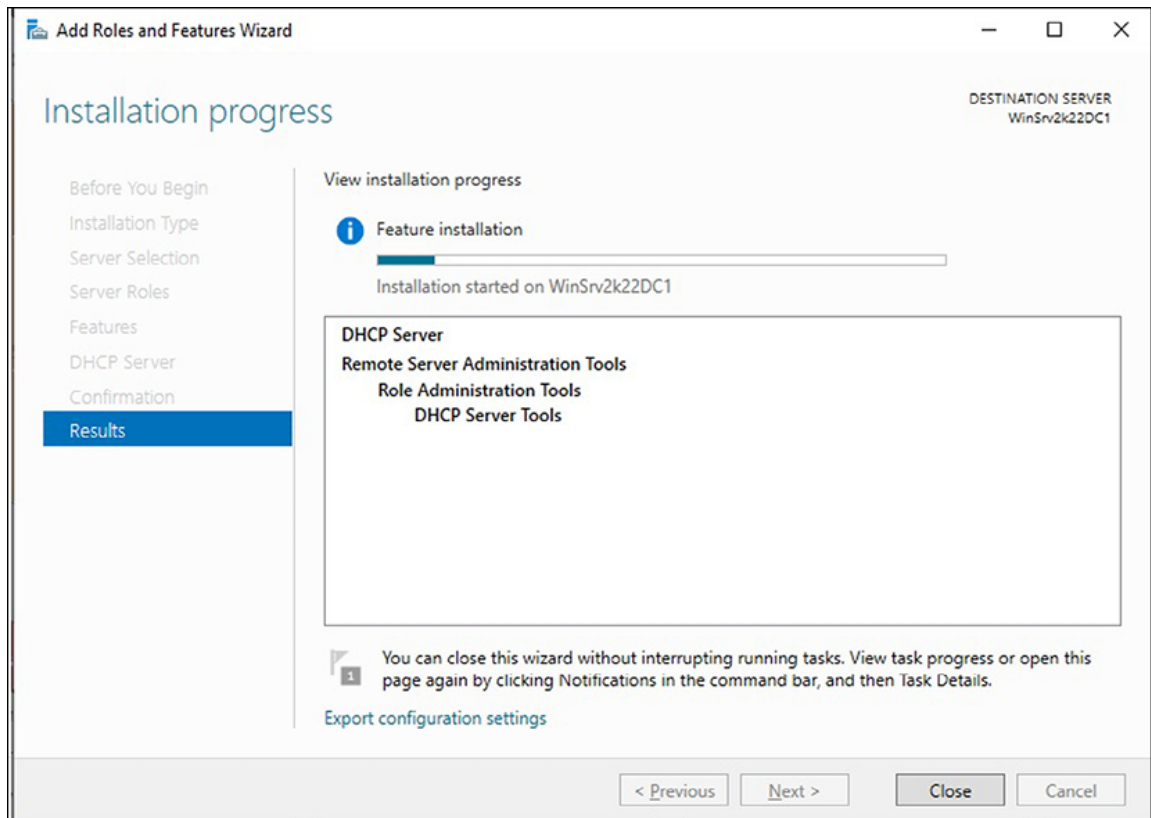 Add Roles and Features Wizard
Installation progress
DESTINATION SERVER
WinSrv2k22DC1
Before You Begin
Installation Type
Server Selection
Server Roles
Features
DHCP Server
Confirmation
Results
View installation progress
Feature installation
Installation started on WinSrv2k22DC1
DHCP Server
Remote Server Administration Tools
Role Administration Tools
DHCP Server Tools
1
You can close this wizard without interrupting running tasks. View task progress or open this
page again by clicking Notifications in the command bar, and then Task Details.
Export configuration settings
< Previous
Next >
Close
Cancel